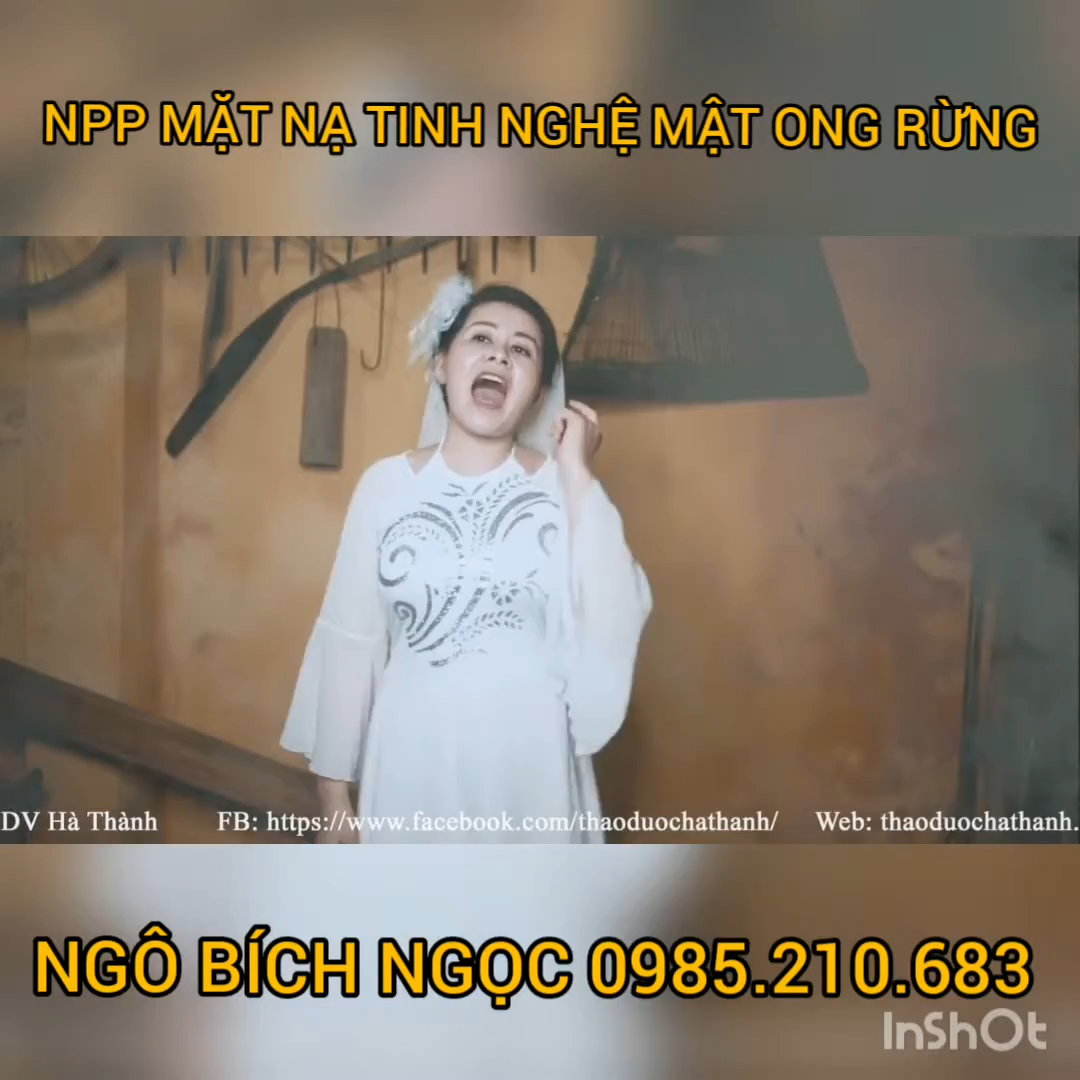 NPP MẶT NẠ TINH NGHỆ MẬT ONG RỪNG
DV Hà Thành FB: https://www.facebook.com/thaoduochathanh/ Web: thaoduochathanh.
NGÔ BÍCH NGỌC 0985.210.683
InShOt